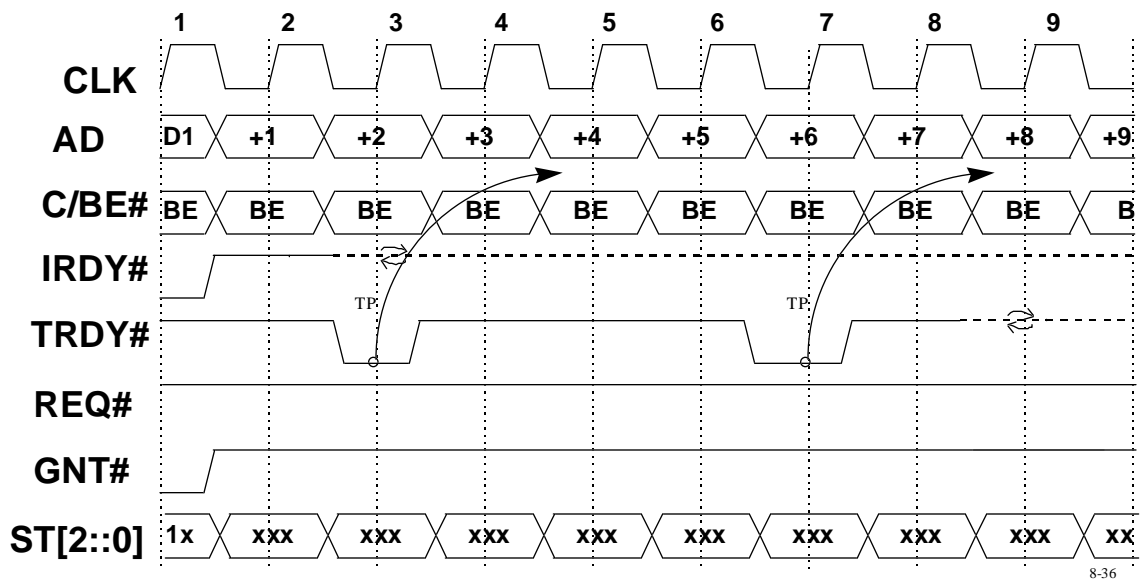 1 2 3 4 5 6 7 8 9
CLK
AD D1 +1 +2 +3 +4 +5 +6 +7 +8 +9
C/BE# BE BE BE BE BE BE BE BE BE B
IRDY#
TP TP
TRDY#
REQ#
GNT#
ST[2::0] 1x xxx xxx xxx xxx xxx xxx xxx xxx xx
8-36